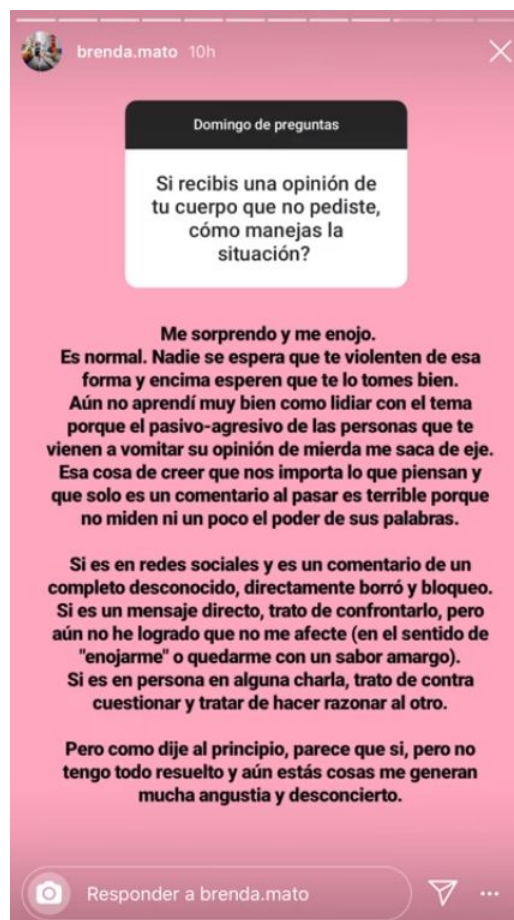 brenda.mato 10h
Domingo de preguntas
Si recibis una opinión de
tu cuerpo que no pediste,
cómo manejas la
situación?
Me sorprendo y me enojo.
Es normal. Nadie se espera que te violenten de esa
forma y encima esperen que te lo tomes bien.
Aún no aprendí muy bien como lidiar con el tema
porque el pasivo-agresivo de las personas que te
vienen a vomitar su opinión de mierda me saca de eje.
Esa cosa de creer que nos importa lo que piensan y
que solo es un comentario al pasar es terrible porque
no miden ni un poco el poder de sus palabras.
Si es en redes sociales y es un comentario de un
completo desconocido, directamente borró y bloqueo.
Si es un mensaje directo, trato de confrontarlo, pero
aún no he logrado que no me afecte (en el sentido de
"enojarme" o quedarme con un sabor amargo).
Si es en persona en alguna charla, trato de contra
cuestionar y tratar de hacer razonar al otro.
Pero como dije al principio, parece que si, pero no
tengo todo resuelto y aún estás cosas me generan
mucha angustia y desconcierto.
Responder a brenda.mato